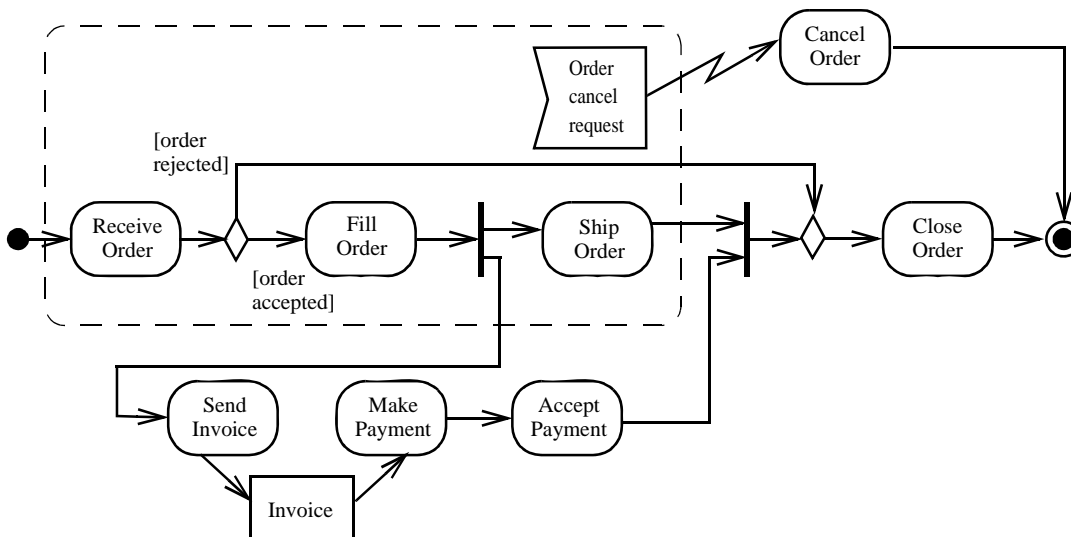 Cancel
Order
Order
cancel
request
[order
rejected]
Receive
Order
Fill
Order
Ship
Order
Close
Order
[order
accepted]
Send
Invoice
Make
Payment
Accept
Payment
Invoice